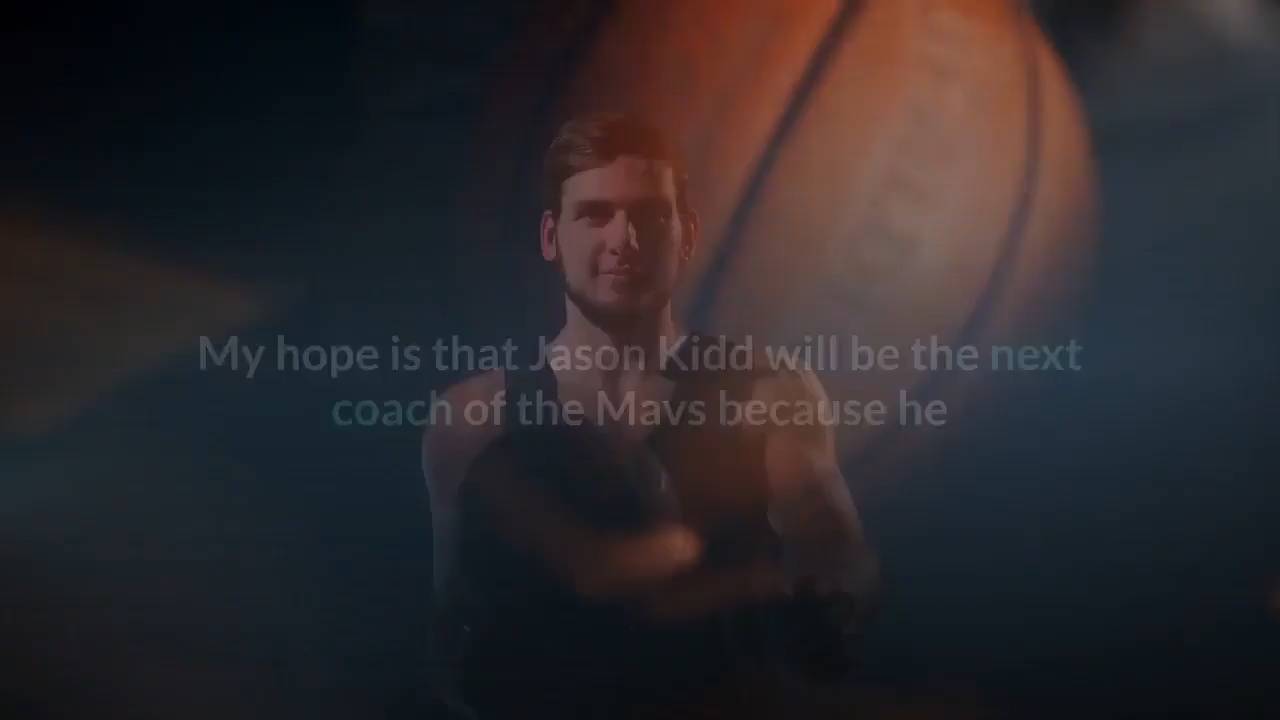 My hope is that Jason Kidd will be the next
coach of the Mavs because he